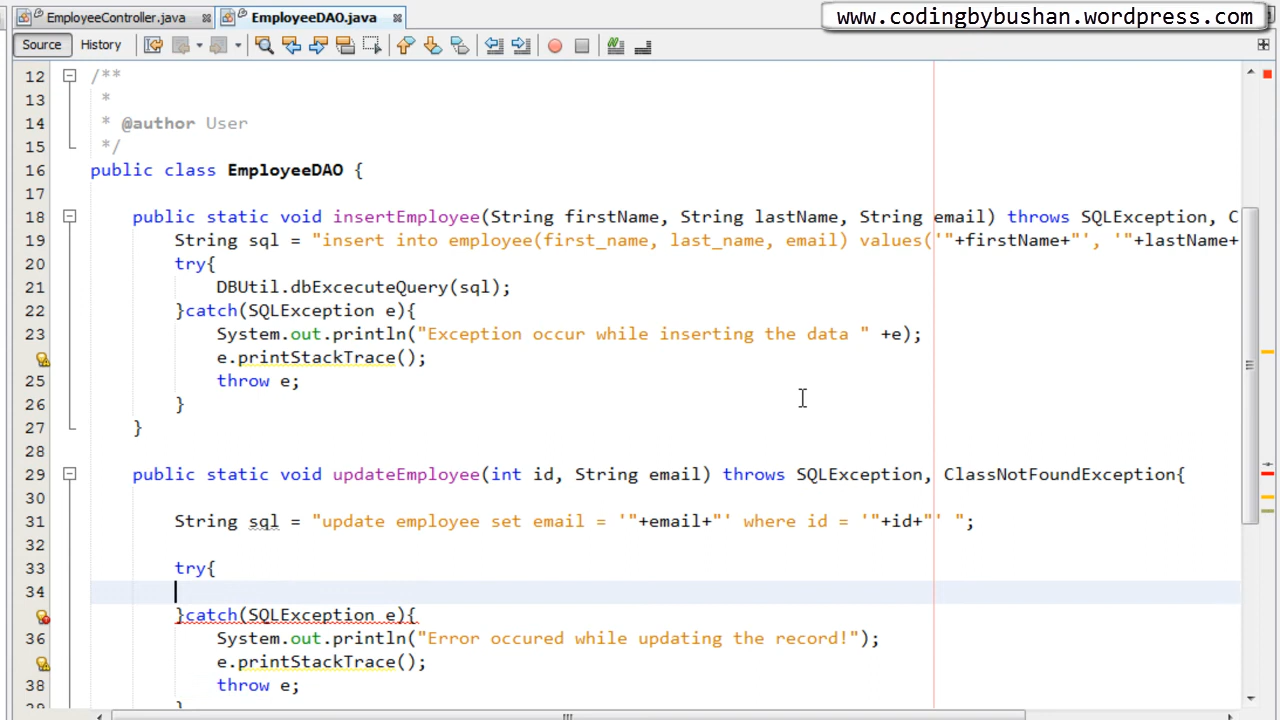 EmployeeController.java EmployeeDAO.java www.codingbybushan.wordpress.com
Source History
12 /**
13 *
14 * @author User
15 */
16 public class EmployeeDAO {
17
18 public static void insertEmployee(String firstName, String lastName, String email) throws SQLException, C
19 String sql = "insert into employee(first_name, last_name, email) values('"+firstName+"', '"+lastName+
20 try{
21 DBUtil.dbExcecuteQuery(sql);
22 }catch(SQLException e){
23 System.out.println("Exception occur while inserting the data " +e);
e.printStackTrace();
25 throw e;
26 }
27 }
28
29 public static void updateEmployee(int id, String email) throws SQLException, ClassNotFoundException{
30
31 String sql = "update employee set email = '"+email+"' where id = '"+id+"' ";
32
33 try{
34
}catch(SQLException e){
36 System.out.println("Error occured while updating the record!");
e.printStackTrace();
38 throw e;